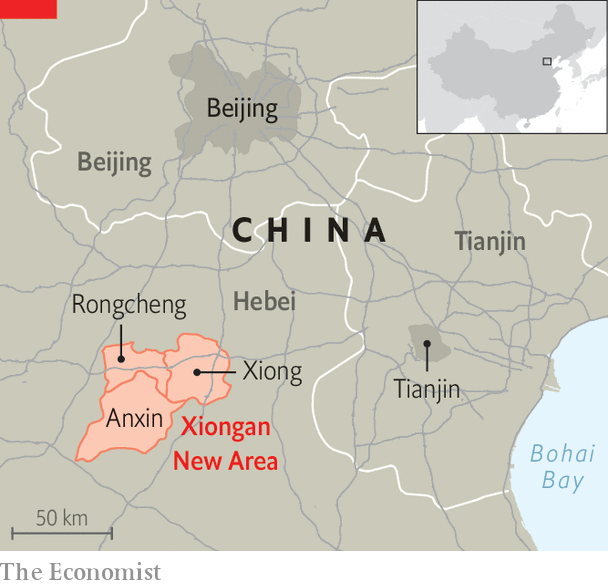 Beijing
Beijing
CHINA
Tianjin
Rongcheng
Hebei
Xiong
Tianjin
Anxin
Xiongan
New Area
Bohai
Bay
50 km
The Economist